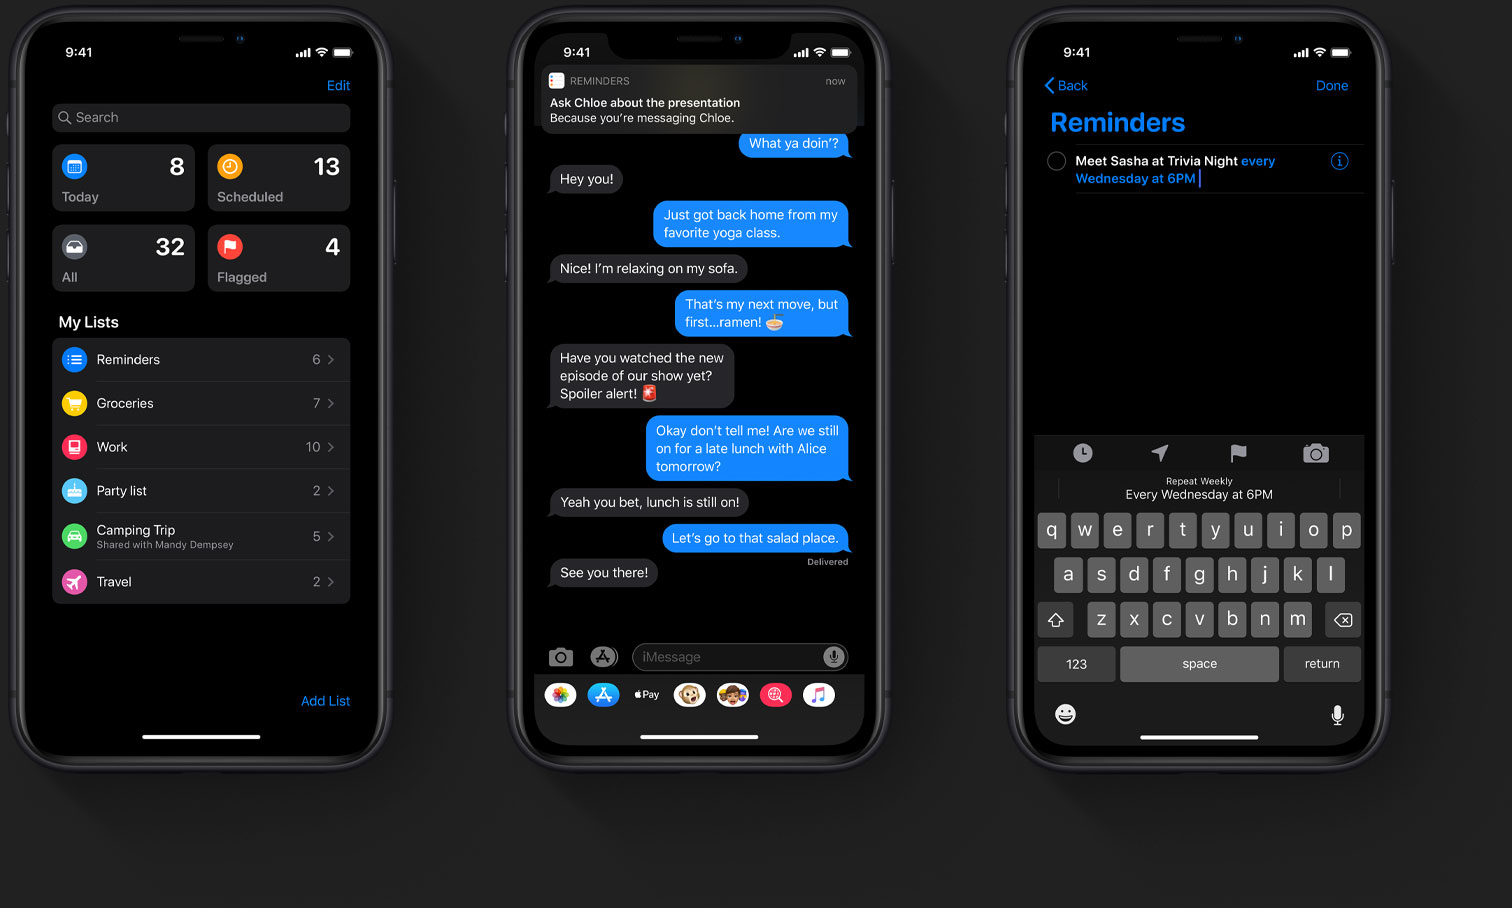 9:41
Edit
Search
8
Today
13
Scheduled
32
All
4
Flagged
My Lists
Reminders 6
Groceries 7
Work 10
Party list 2
Camping Trip 5
Shared with Mandy Dempsey
Travel 2
Add List
9:41
REMINDERS now
Ask Chloe about the presentation
Because you're messaging Chloe.
What ya doin'?
Hey you!
Just got back home from my
favorite yoga class.
Nice! I'm relaxing on my sofa.
That's my next move, but
first...ramen! 🍜
Have you watched the new
episode of our show yet?
Spoiler alert! 🚨
Okay don't tell me! Are we still
on for a late lunch with Alice
tomorrow?
Yeah you bet, lunch is still on!
Let's go to that salad place.
Delivered
See you there!
iMessage
Pay
9:41
Back Done
Reminders
Meet Sasha at Trivia Night every
Wednesday at 6PM
Repeat Weekly
Every Wednesday at 6PM
q w e r t y u i o p
a s d f g h j k l
z x c v b n m
123 space return